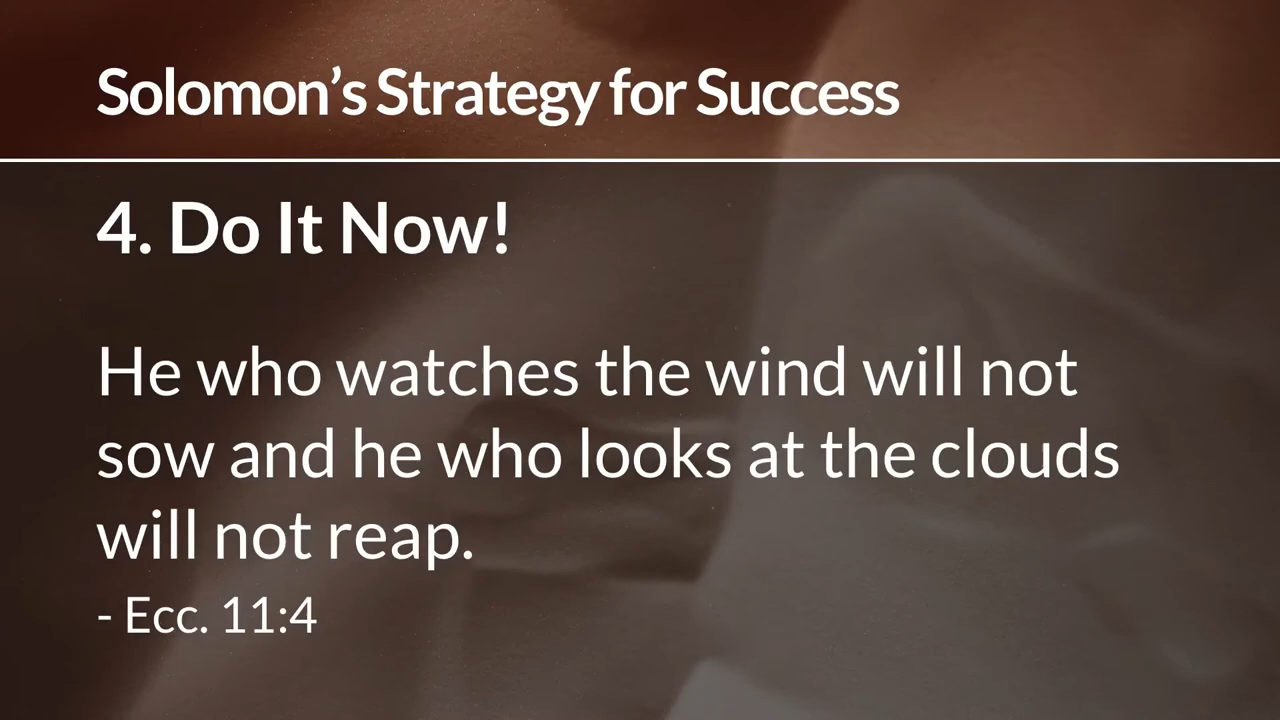 Solomon’s Strategy for Success
4. Do It Now!
He who watches the wind will not
sow and he who looks at the clouds
will not reap.
- Ecc. 11:4